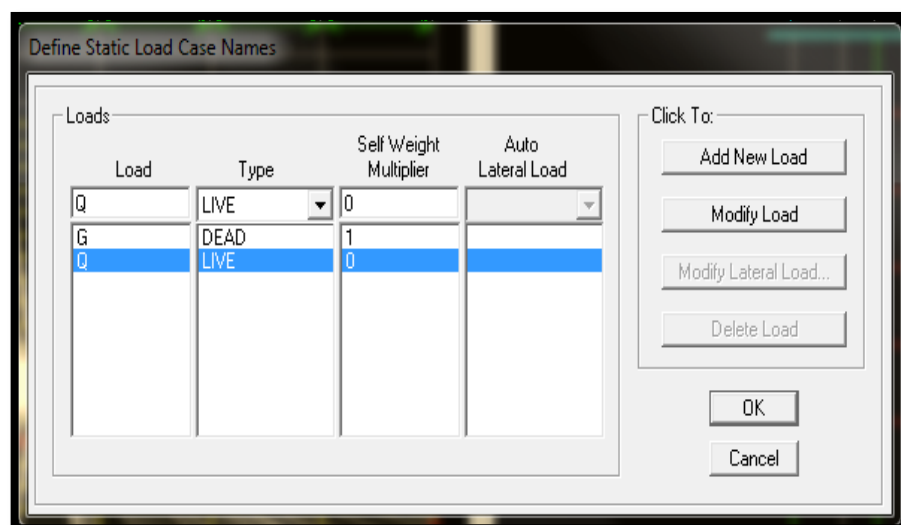 Define Static Load Case Names
Loads
Click To:
Load Type Self Weight Multiplier Auto Lateral Load
Q LIVE 0
G DEAD 1
Q LIVE 0
Add New Load
Modify Load
Modify Lateral Load...
Delete Load
OK
Cancel